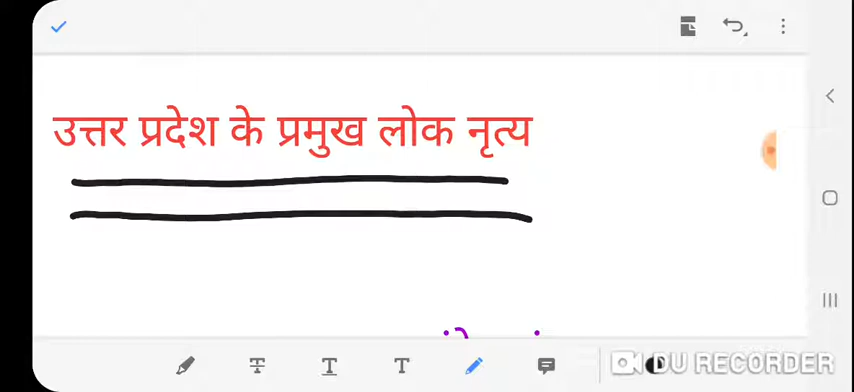 उत्तर प्रदेश के प्रमुख लोक नृत्य
DU RECORDER